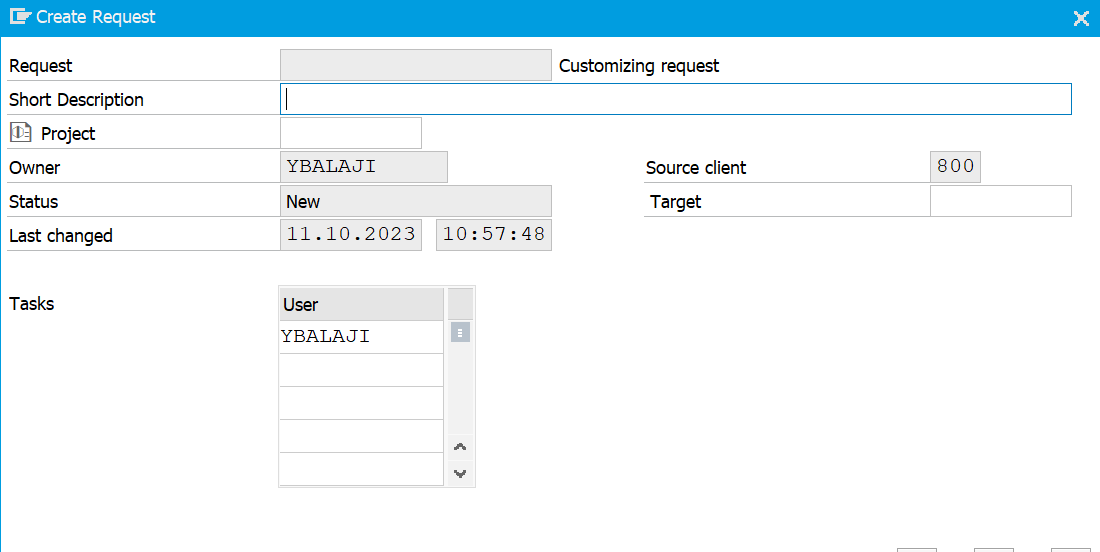 Create Request
Request Customizing request
Short Description
Project
Owner YBALAJI Source client 800
Status New Target
Last changed 11.10.2023 10:57:48
Tasks User
YBALAJI